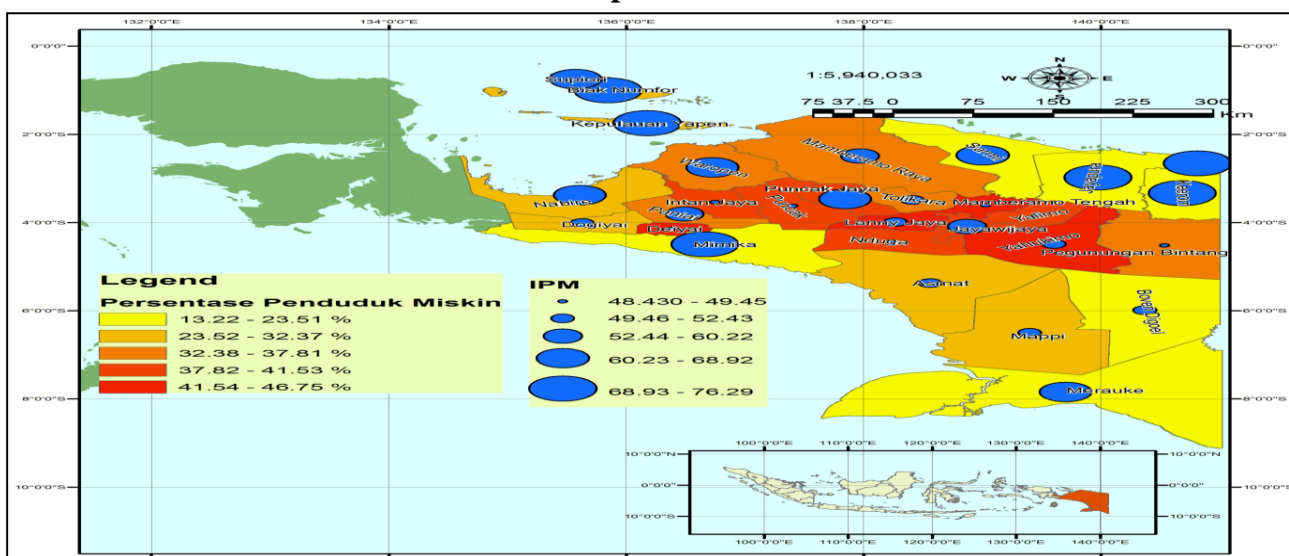 132°0'0"E 134°0'0"E 136°0'0"E 138°0'0"E 140°0'0"E
0°0'0" 0°0'0"
N
W E
S
1:5,940,033
75 37.5 0 75 150 225 300
Km
Supiori
Biak Numfor
Kepulauan Yapen
2°0'0"S 2°0'0"S
Mamberamo Raya
Sarmi
Waropen
Keerom
Nabire
Intan Jaya
Puncak Jaya
Puncak
Tolikara
Mamberamo Tengah
Paniai
Dogiyai
Deiyai
Lanny Jaya
Yalimo
Jayawijaya
4°0'0"S 4°0'0"S
Mimika
Nduga
Yahukimo
Pegunungan Bintang
Asmat
Boven Digoel
Mappi
Merauke
6°0'0"S 6°0'0"S
8°0'0"S 8°0'0"S
10°0'0"S 10°0'0"S
Legend
Persentase Penduduk Miskin
13.22 - 23.51 %
23.52 - 32.37 %
32.38 - 37.81 %
37.82 - 41.53 %
41.54 - 46.75 %
IPM
48.430 - 49.45
49.46 - 52.43
52.44 - 60.22
60.23 - 68.92
68.93 - 76.29
100°0'0"E 110°0'0"E 120°0'0"E 130°0'0"E 140°0'0"E
10°0'0"N 10°0'0"N
0°0'0" 0°0'0"
10°0'0"S 10°0'0"S
100°0'0"E 110°0'0"E 120°0'0"E 130°0'0"E 140°0'0"E